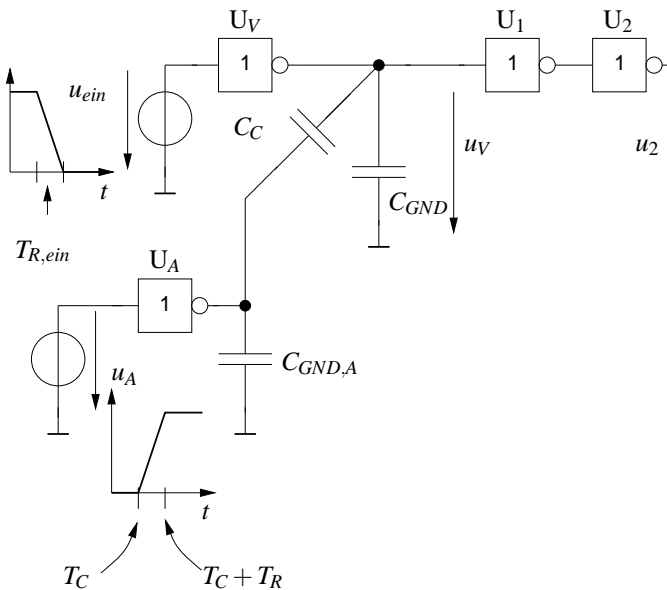 U_V U_1 U_2
1 1 1
u_ein
C_C
u_V
u_2
t
C_GND
T_R,ein
U_A
1
C_GND,A
u_A
t
T_C T_C + T_R